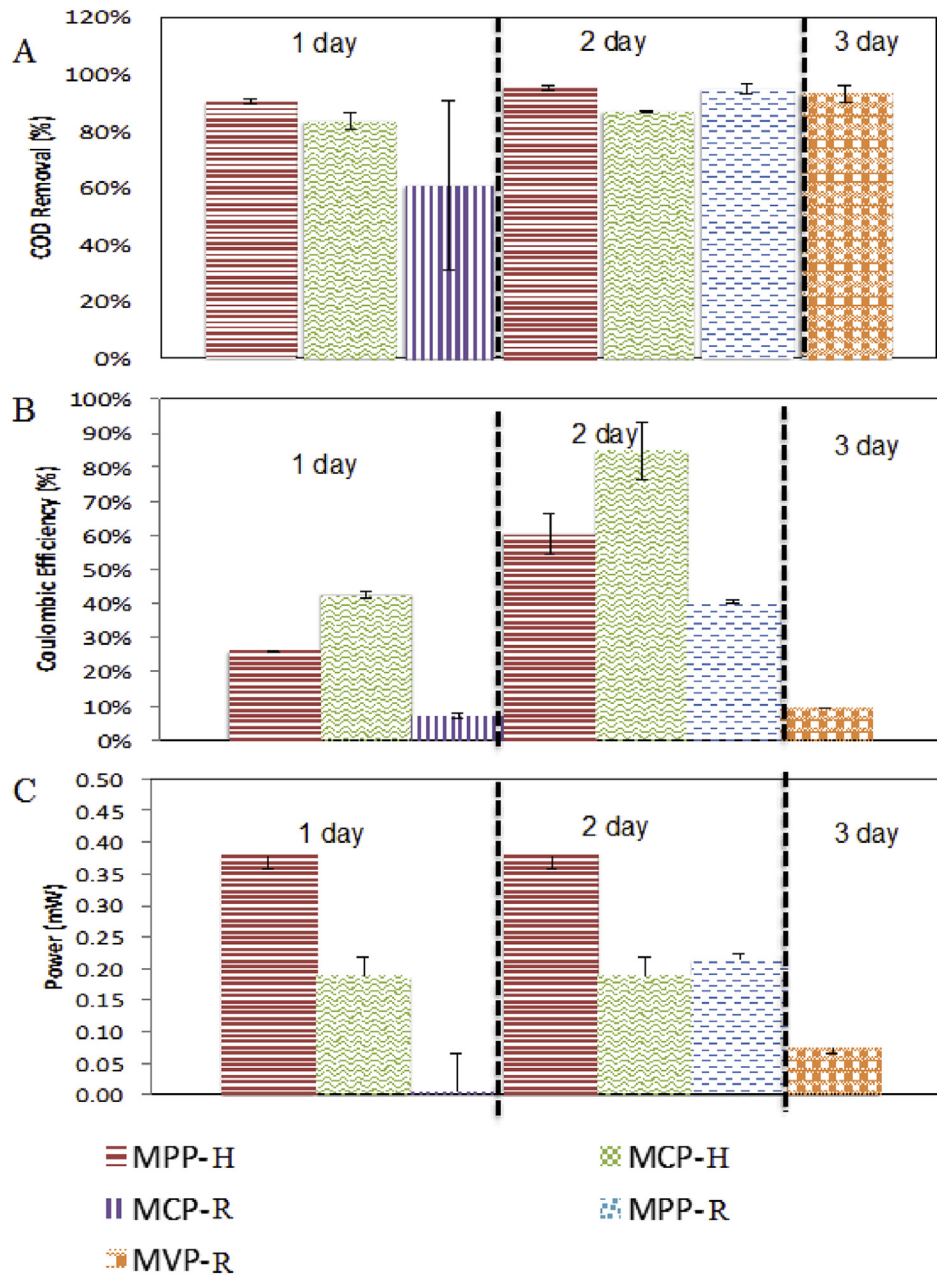 A
COD Removal (%)
120%
100%
80%
60%
40%
20%
0%
1 day
2 day
3 day
B
Coulombic Efficiency (%)
100%
90%
80%
70%
60%
50%
40%
30%
20%
10%
0%
1 day
2 day
3 day
C
Power (mW)
0.50
0.45
0.40
0.35
0.30
0.25
0.20
0.15
0.10
0.05
0.00
1 day
2 day
3 day
MPP-H
MCP-H
MCP-R
MPP-R
MVP-R